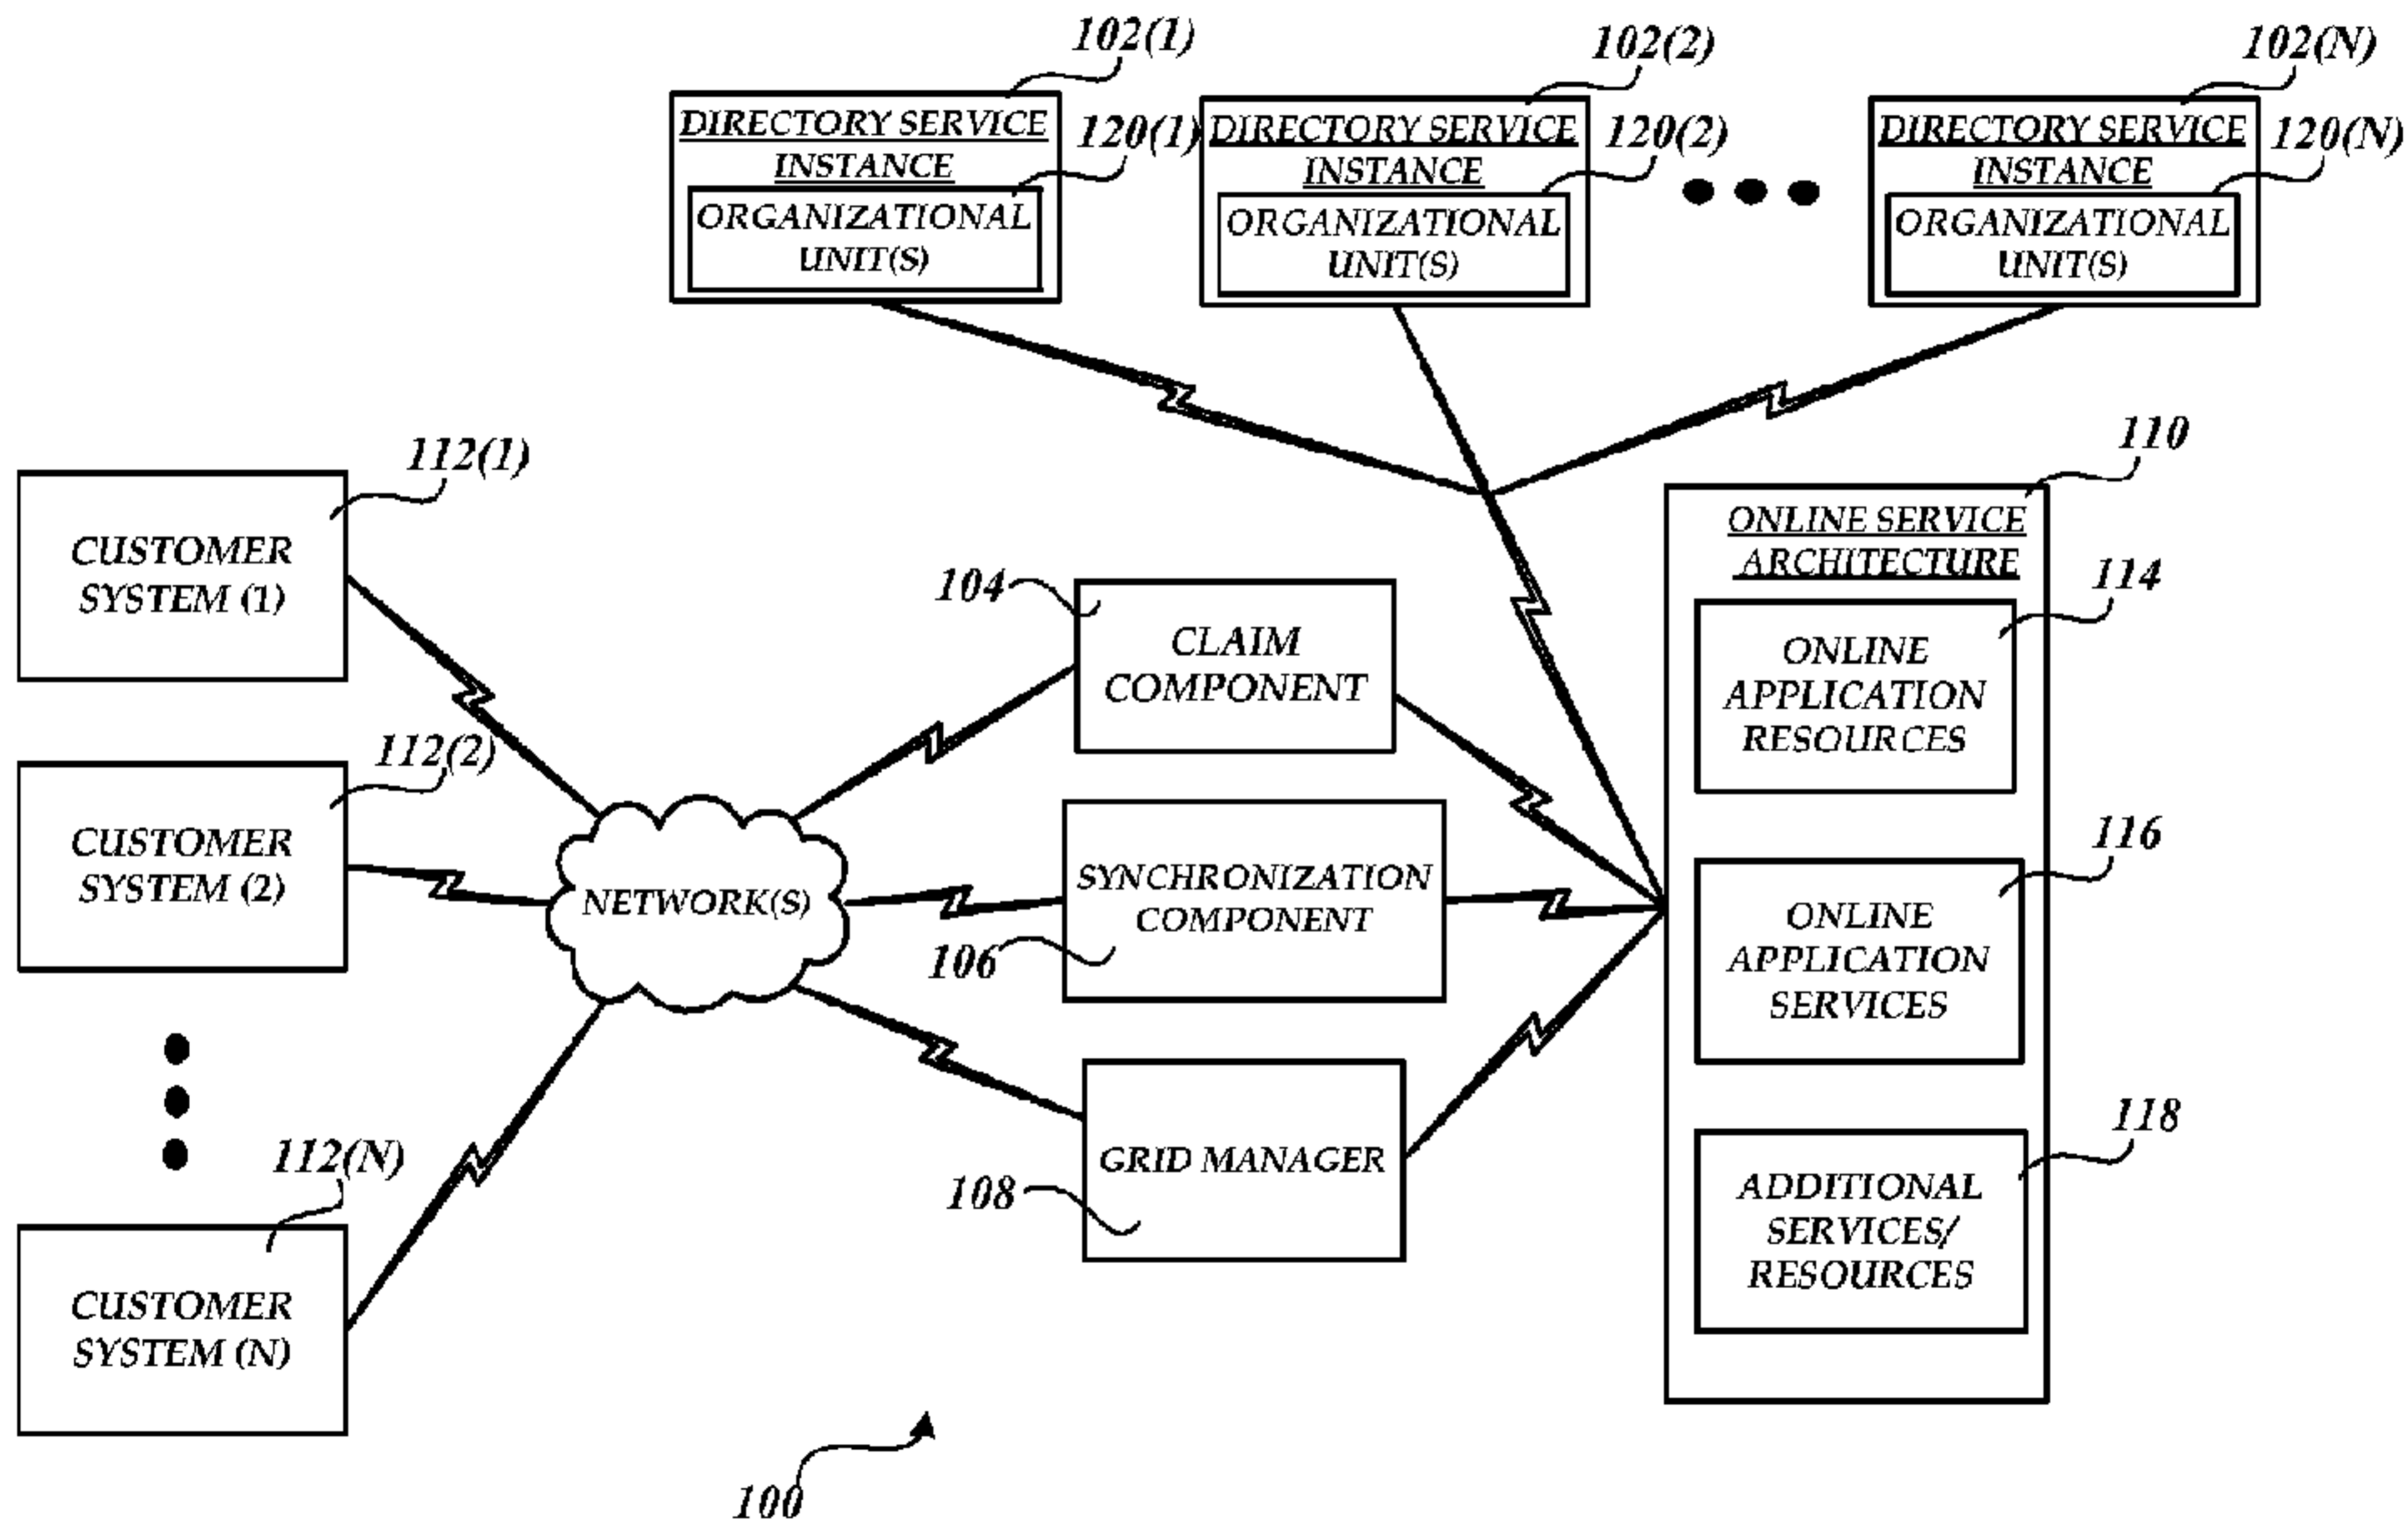 102(1)
DIRECTORY SERVICE
INSTANCE
120(1)
ORGANIZATIONAL
UNIT(S)
102(2)
DIRECTORY SERVICE
INSTANCE
120(2)
ORGANIZATIONAL
UNIT(S)
102(N)
DIRECTORY SERVICE
INSTANCE
120(N)
ORGANIZATIONAL
UNIT(S)
112(1)
CUSTOMER
SYSTEM (1)
112(2)
CUSTOMER
SYSTEM (2)
112(N)
CUSTOMER
SYSTEM (N)
NETWORK(S)
104
CLAIM
COMPONENT
SYNCHRONIZATION
COMPONENT
106
GRID MANAGER
108
110
ONLINE SERVICE
ARCHITECTURE
114
ONLINE
APPLICATION
RESOURCES
116
ONLINE
APPLICATION
SERVICES
118
ADDITIONAL
SERVICES/
RESOURCES
100